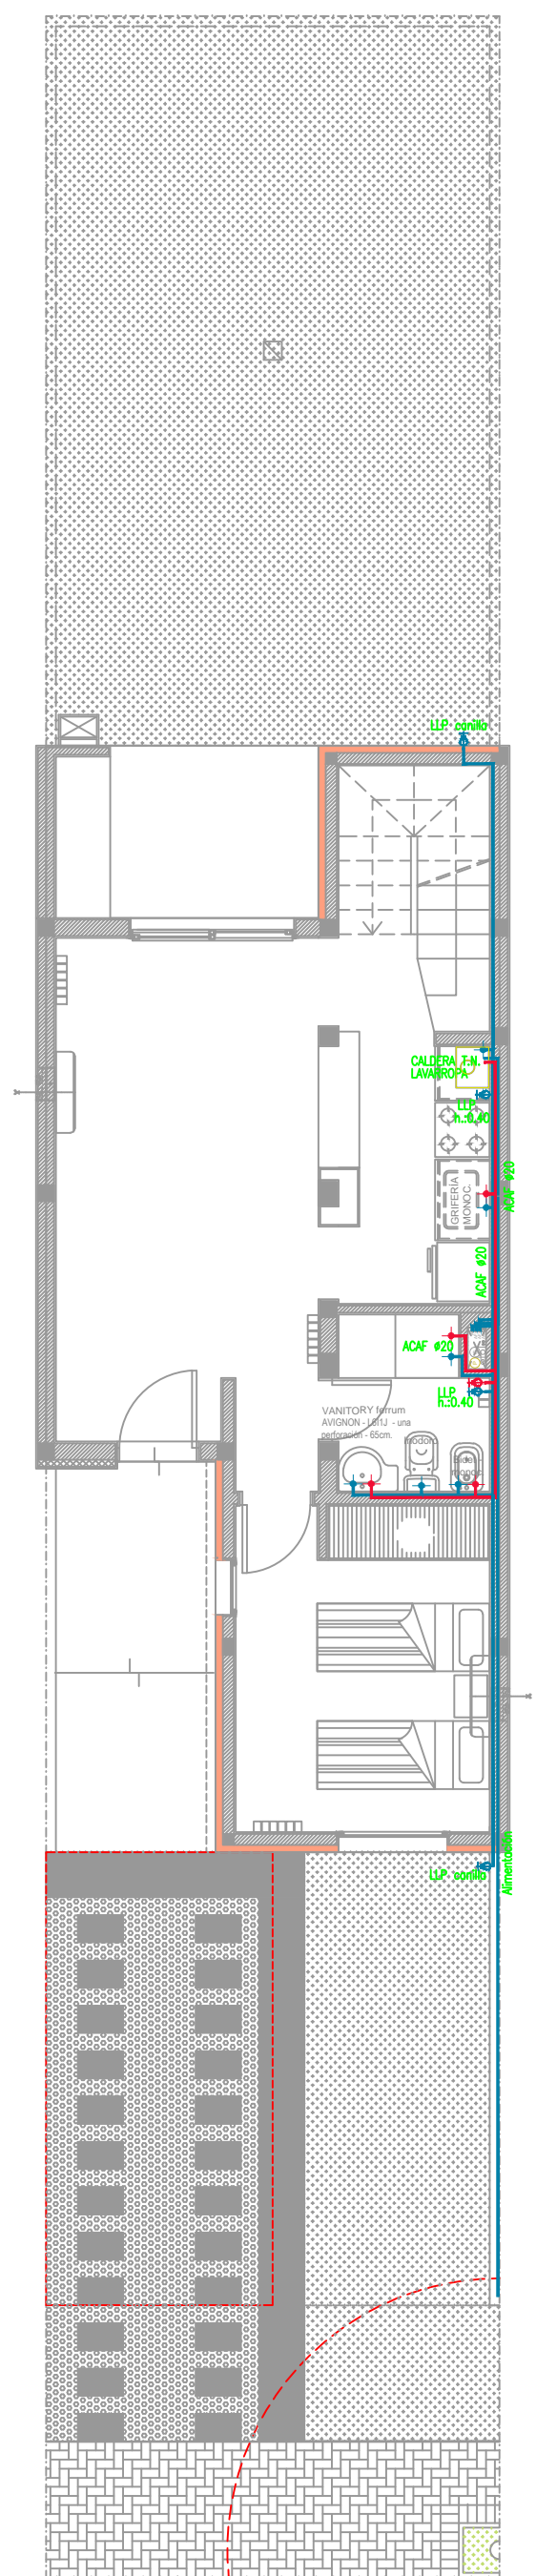 LLP canilla
CALDERA T.M.
LAVARROPA
LLP
h.:0.40
ACAF ø20
GRIFERÍA
MONOC.
ACAF ø20
ACAF ø20
LLP
h.:0.40
VANITORY ferrum
AVIGNON - L611J - una
perforación - 65cm.
inodoro
Bidet
monoc.
Alimentación
LLP canilla